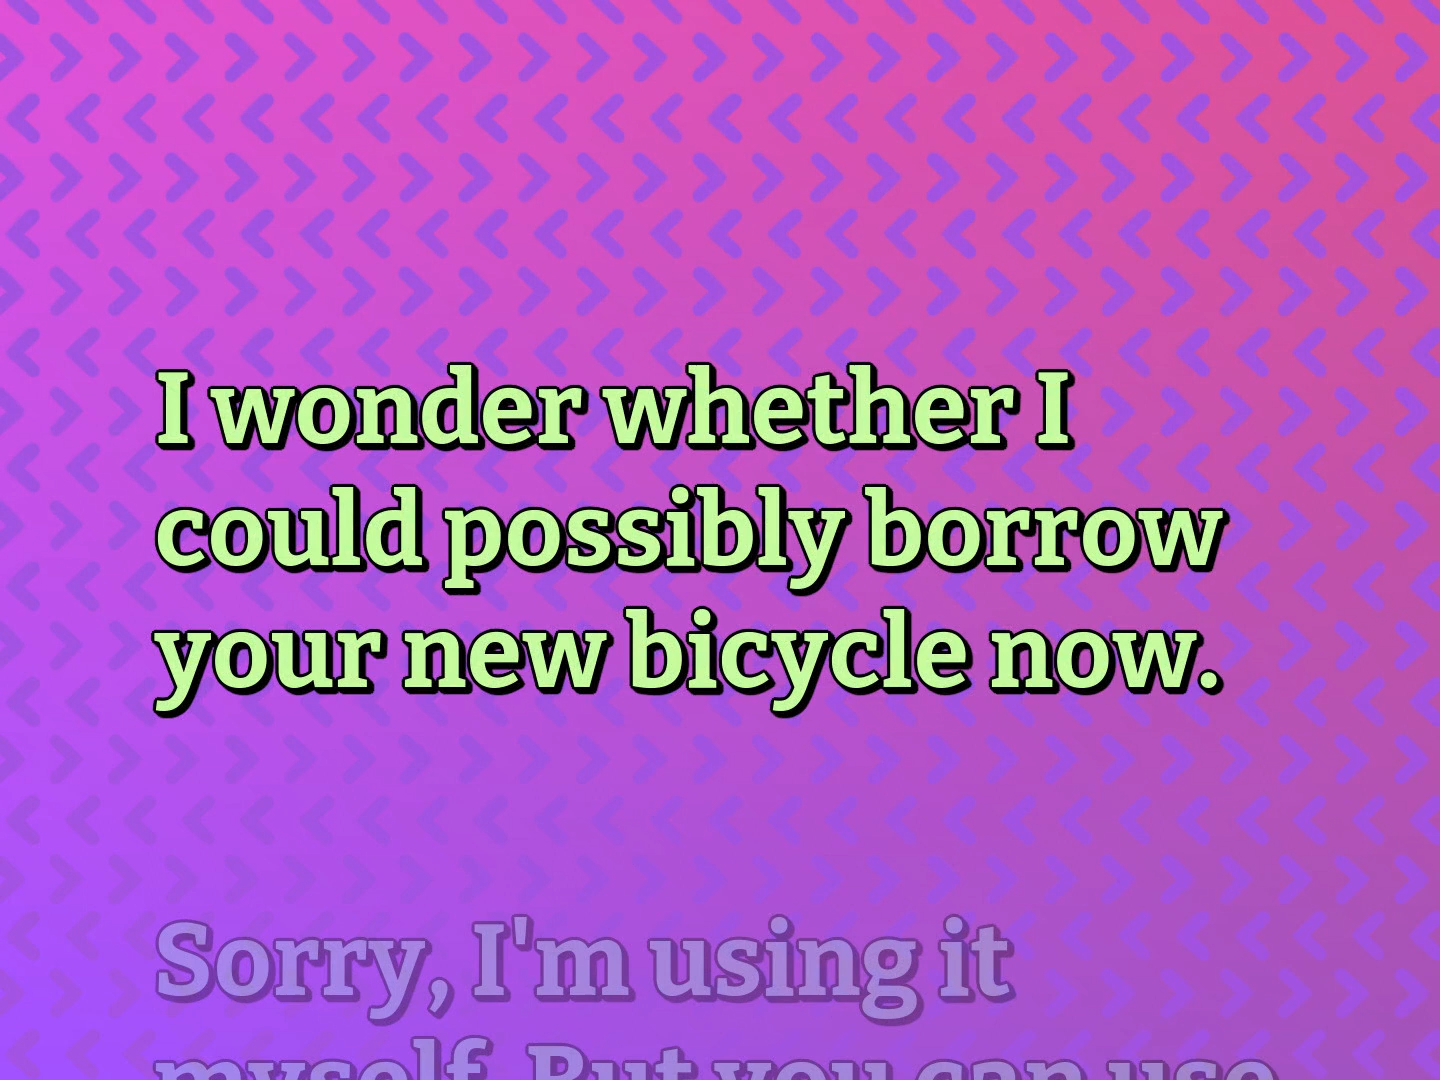 I wonder whether I
could possibly borrow
your new bicycle now.
Sorry, I'm using it
myself. But you can use